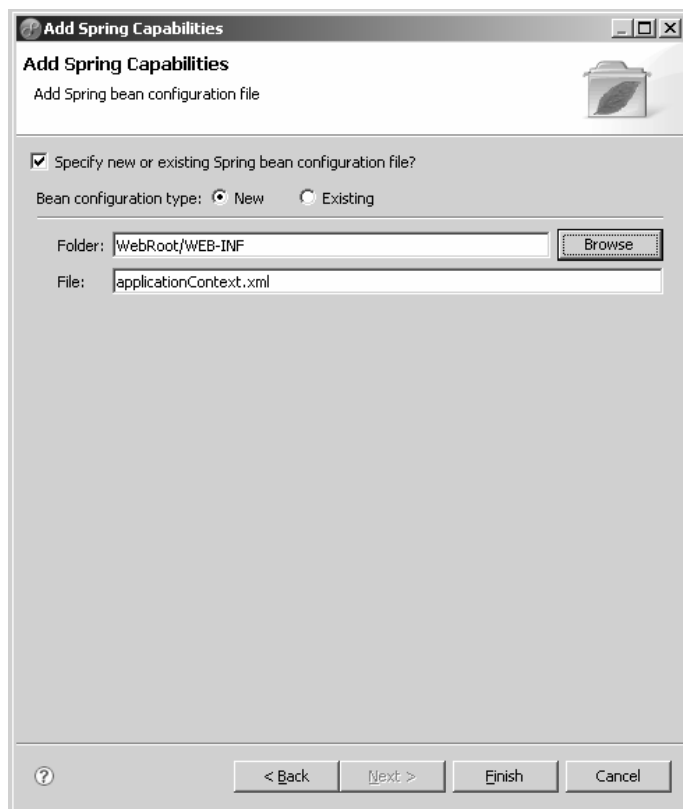 Add Spring Capabilities
Add Spring Capabilities
Add Spring bean configuration file
Specify new or existing Spring bean configuration file?
Bean configuration type: New Existing
Folder: WebRoot/WEB-INF Browse
File: applicationContext.xml
? < Back Next > Finish Cancel